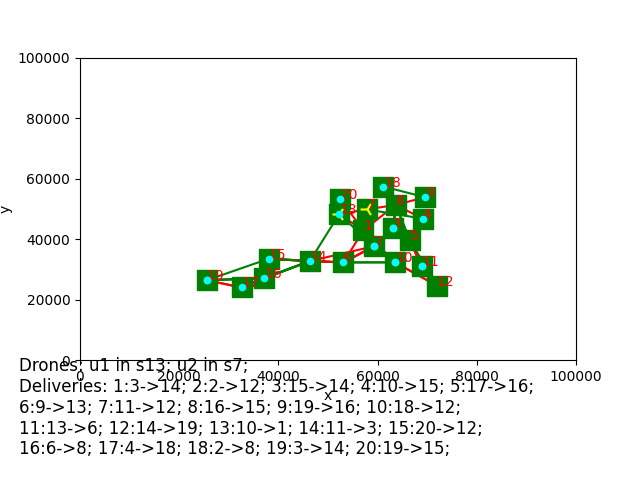 100000
80000
60000
18
y
40000
20000
0
0 20000 40000 60000 80000 100000
x
Drones: u1 in s13; u2 in s7;
Deliveries: 1:3->14; 2:2->12; 3:15->14; 4:10->15; 5:17->16;
6:9->13; 7:11->12; 8:16->15; 9:19->16; 10:18->12;
11:13->6; 12:14->19; 13:10->1; 14:11->3; 15:20->12;
16:6->8; 17:4->18; 18:2->8; 19:3->14; 20:19->15;